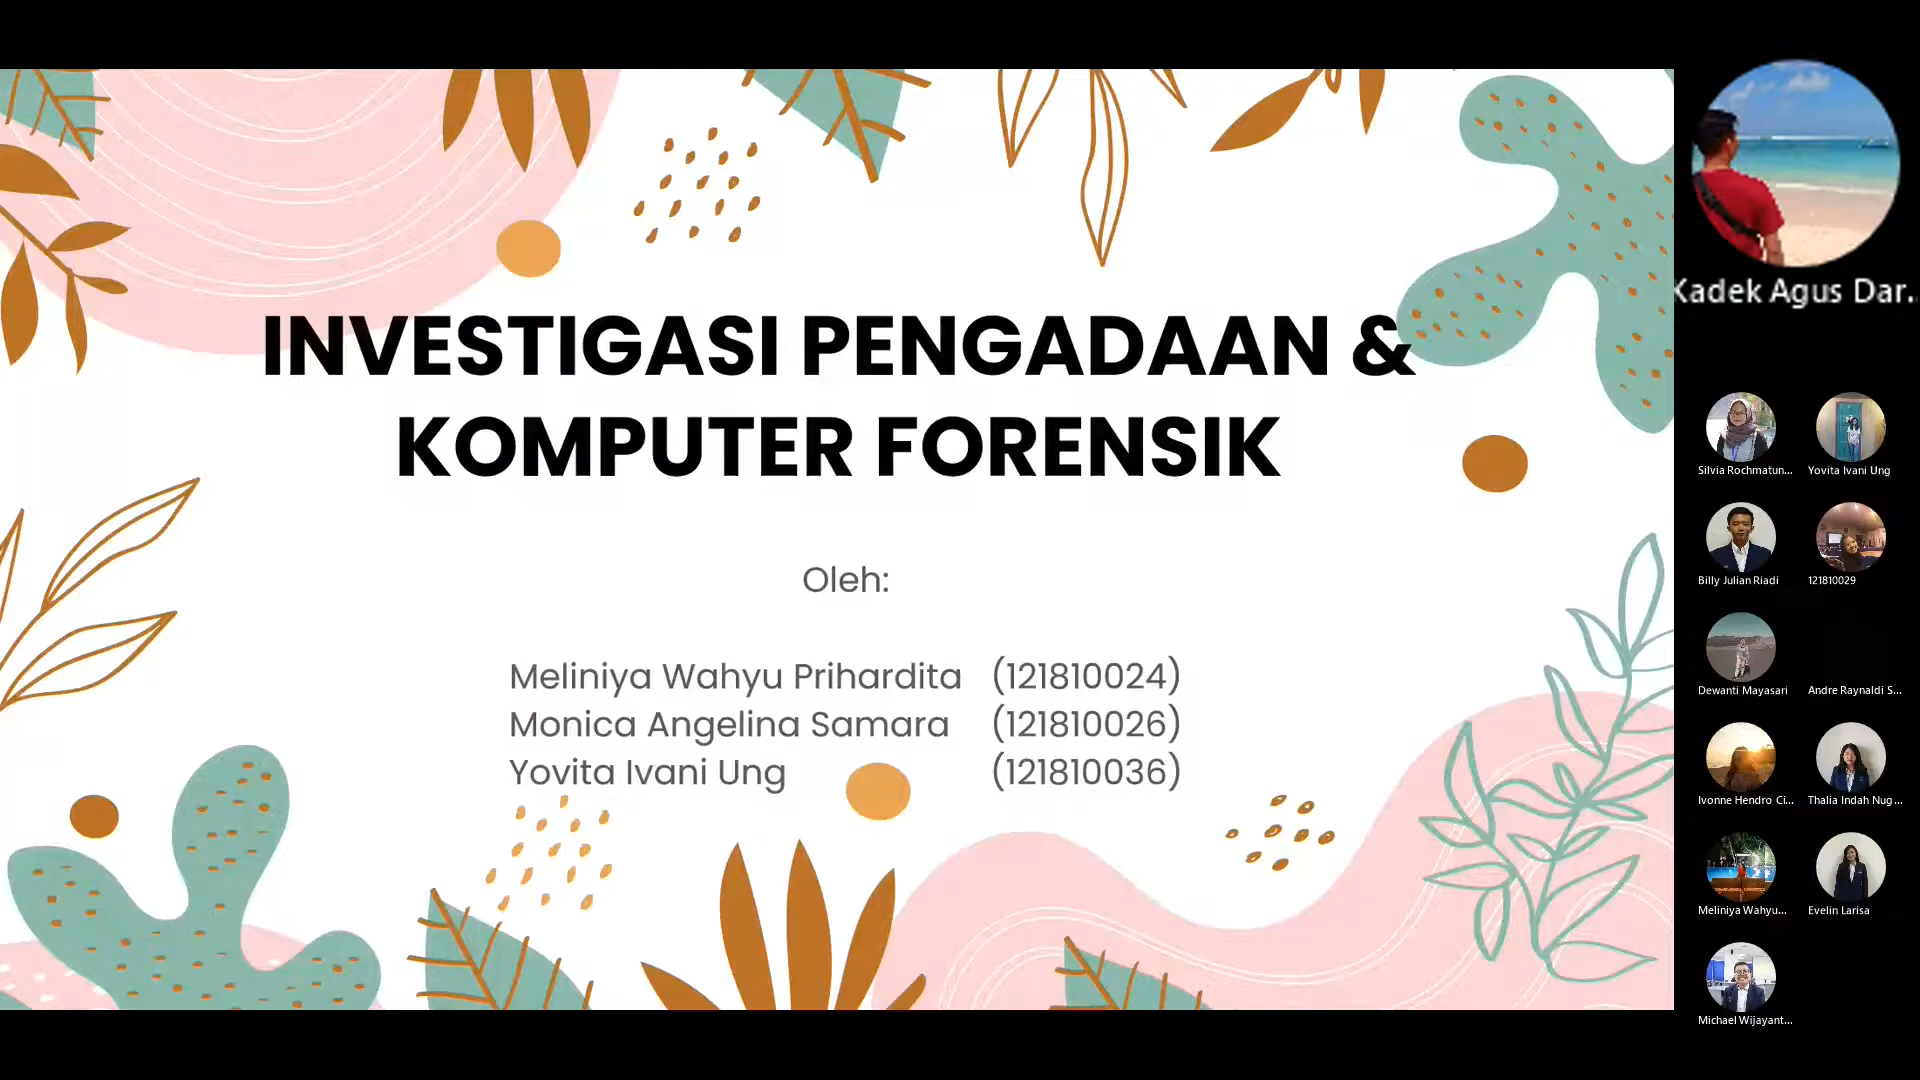 INVESTIGASI PENGADAAN &
KOMPUTER FORENSIK
Oleh:
Meliniya Wahyu Prihardita (121810024)
Monica Angelina Samara (121810026)
Yovita Ivani Ung (121810036)
Kadek Agus Dar...
Silvia Rochmatun...
Yovita Ivani Ung
Billy Julian Riadi
121810029
Dewanti Mayasari
Andre Raynaldi S...
Ivonne Hendro Ci...
Thalia Indah Nug...
Meliniya Wahyu...
Evelin Larisa
Michael Wijayant...